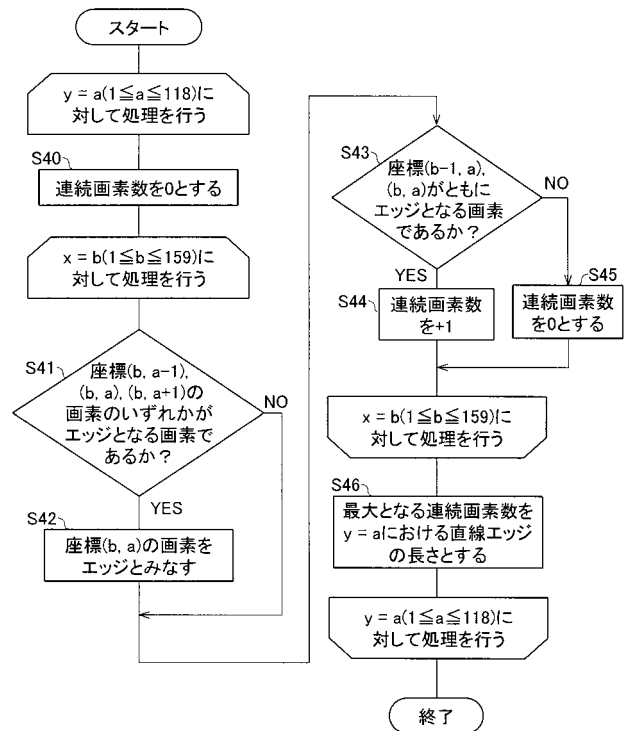 スタート
y = a(1≦a≦118)に
対して処理を行う
S40
連続画素数を0とする
x = b(1≦b≦159)に
対して処理を行う
S41
座標(b, a-1),
(b, a), (b, a+1)の
画素のいずれかが
エッジとなる画素で
あるか？
NO
YES
S42
座標(b, a)の画素を
エッジとみなす
S43
座標(b-1, a),
(b, a)がともに
エッジとなる画素
であるか？
NO
YES
S44
連続画素数
を+1
S45
連続画素数
を0とする
x = b(1≦b≦159)に
対して処理を行う
S46
最大となる連続画素数を
y = aにおける直線エッジ
の長さとする
y = a(1≦a≦118)に
対して処理を行う
終了